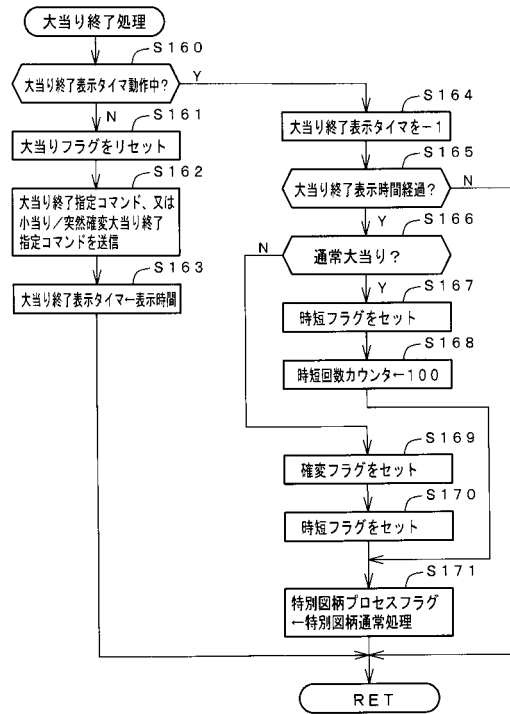 大当り終了処理
S160
大当り終了表示タイマ動作中?
Y
N
S161
大当りフラグをリセット
S162
大当り終了指定コマンド、又は
小当り/突然確変大当り終了
指定コマンドを送信
S163
大当り終了表示タイマ←表示時間
S164
大当り終了表示タイマを-1
S165
大当り終了表示時間経過?
N
Y
S166
通常大当り?
N
Y
S167
時短フラグをセット
S168
時短回数カウンタ←100
S169
確変フラグをセット
S170
時短フラグをセット
S171
特別図柄プロセスフラグ
←特別図柄通常処理
RET